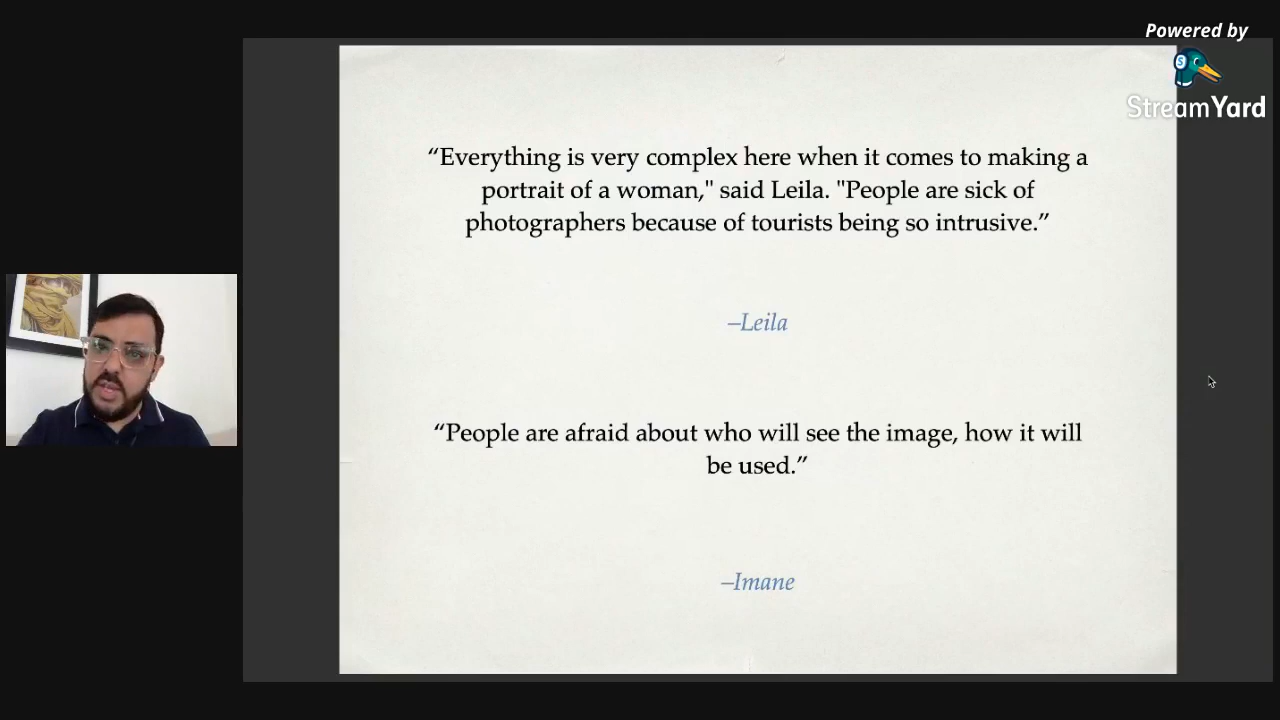 Powered by
StreamYard
“Everything is very complex here when it comes to making a
portrait of a woman," said Leila. "People are sick of
photographers because of tourists being so intrusive.”
–Leila
“People are afraid about who will see the image, how it will
be used.”
–Imane